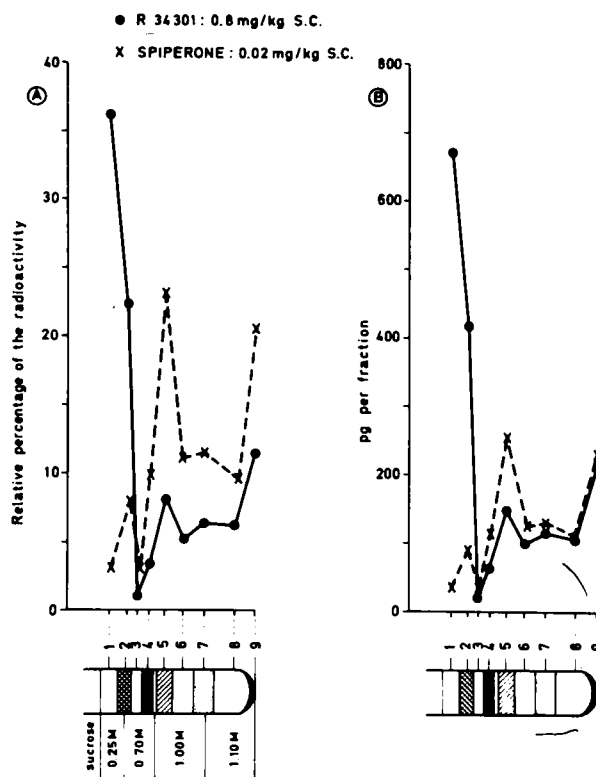 ● R 34301 : 0.8 mg/kg S.C.
x SPIPERONE : 0.02 mg/kg S.C.
A
Relative percentage of the radioactivity
40
30
20
10
0
1 2 3 4 5 6 7 8 9
sucrose 0.25M 0.70M 1.00M 1.10M
B
pg per fraction
800
600
400
200
0
1 2 3 4 5 6 7 8 9